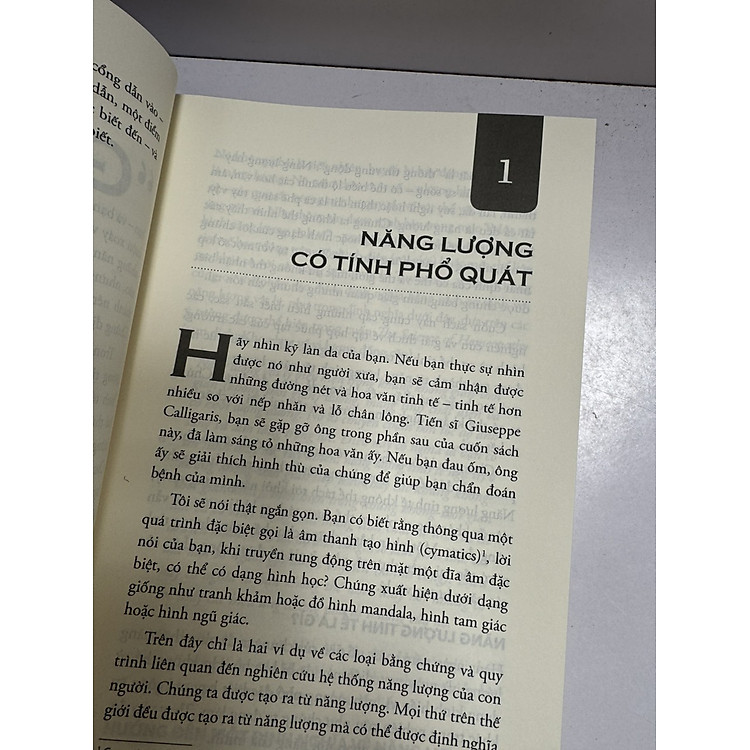 cổng dẫn vào –
dẫn, một điểm
biết đến – và
biết.
1
NĂNG LƯỢNG
CÓ TÍNH PHỔ QUÁT
Hãy nhìn kỹ làn da của bạn. Nếu bạn thực sự nhìn
được nó như người xưa, bạn sẽ cảm nhận được
những đường nét và hoa văn tinh tế – tinh tế hơn
nhiều so với nếp nhăn và lỗ chân lông. Tiến sĩ Giuseppe
Calligaris, bạn sẽ gặp gỡ ông trong phần sau của cuốn sách
này, đã làm sáng tỏ những hoa văn ấy. Nếu bạn đau ốm, ông
ấy sẽ giải thích hình thù của chúng để giúp bạn chẩn đoán
bệnh của mình.
Tôi sẽ nói thật ngắn gọn. Bạn có biết rằng thông qua một
quá trình đặc biệt gọi là âm thanh tạo hình (cymatics)¹, lời
nói của bạn, khi truyền rung động trên mặt một đĩa âm đặc
biệt, có thể có dạng hình học? Chúng xuất hiện dưới dạng
giống như tranh khảm hoặc đồ hình mandala, hình tam giác
hoặc hình ngũ giác.
Trên đây chỉ là hai ví dụ về các loại bằng chứng và quy
trình liên quan đến nghiên cứu hệ thống năng lượng của con
người. Chúng ta được tạo ra từ năng lượng. Mọi thứ trên thế
giới đều được tạo ra từ năng lượng mà có thể được định nghĩa